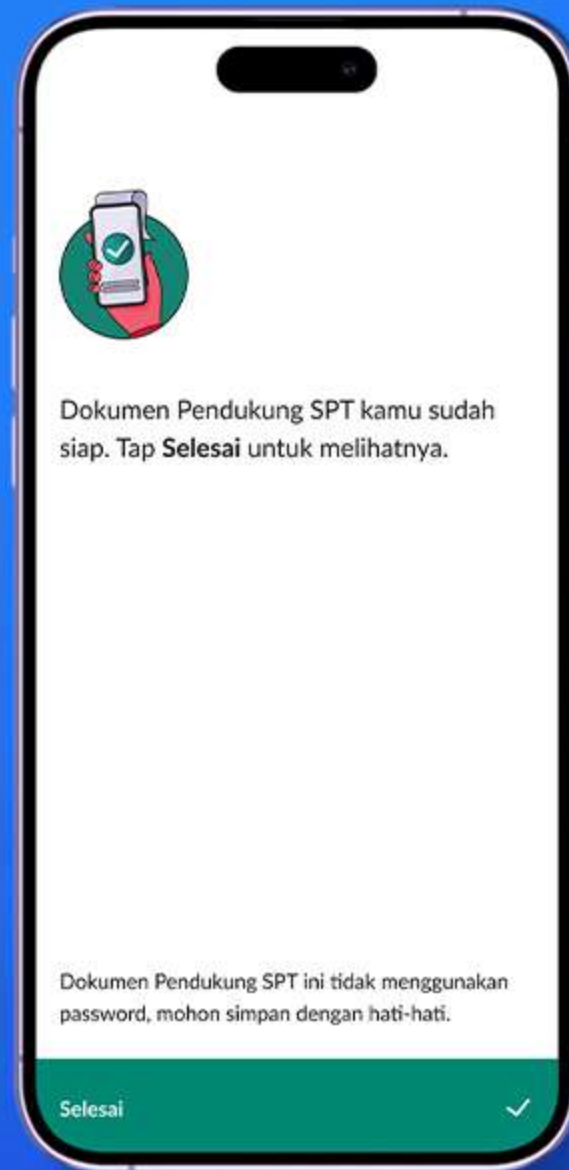 Dokumen Pendukung SPT kamu sudah
siap. Tap Selesai untuk melihatnya.
Dokumen Pendukung SPT ini tidak menggunakan
password, mohon simpan dengan hati-hati.
Selesai